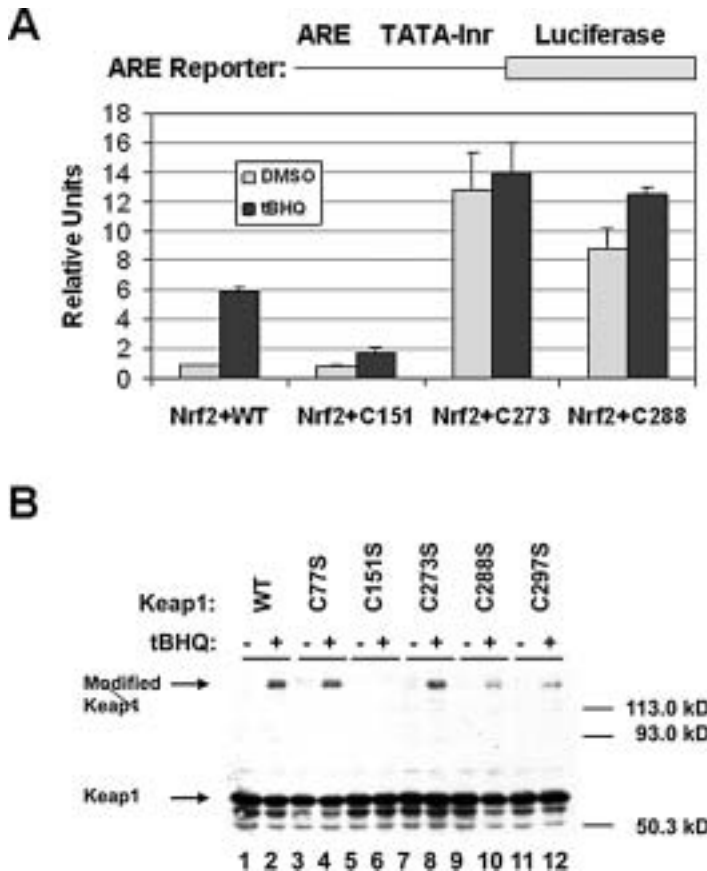 A
ARE TATA-Inr Luciferase
ARE Reporter:
18
16
14
12
10
8
6
4
2
0
Relative Units
DMSO
tBHQ
Nrf2+WT Nrf2+C151 Nrf2+C273 Nrf2+C288
B
Keap1: WT C77S C151S C273S C288S C297S
tBHQ: - + - + - + - + - + - +
Modified
Keap1
113.0 kD
93.0 kD
Keap1
50.3 kD
1 2 3 4 5 6 7 8 9 10 11 12